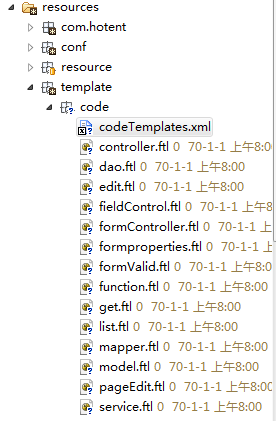 resources
com.hotent
conf
resource
template
code
codeTemplates.xml
controller.ftl 0 70-1-1 上午8:00
dao.ftl 0 70-1-1 上午8:00
edit.ftl 0 70-1-1 上午8:00
fieldControl.ftl 0 70-1-1 上午8:00
formController.ftl 0 70-1-1 上午8:00
formproperties.ftl 0 70-1-1 上午8:00
formValid.ftl 0 70-1-1 上午8:00
function.ftl 0 70-1-1 上午8:00
get.ftl 0 70-1-1 上午8:00
list.ftl 0 70-1-1 上午8:00
mapper.ftl 0 70-1-1 上午8:00
model.ftl 0 70-1-1 上午8:00
pageEdit.ftl 0 70-1-1 上午8:00
service.ftl 0 70-1-1 上午8:00